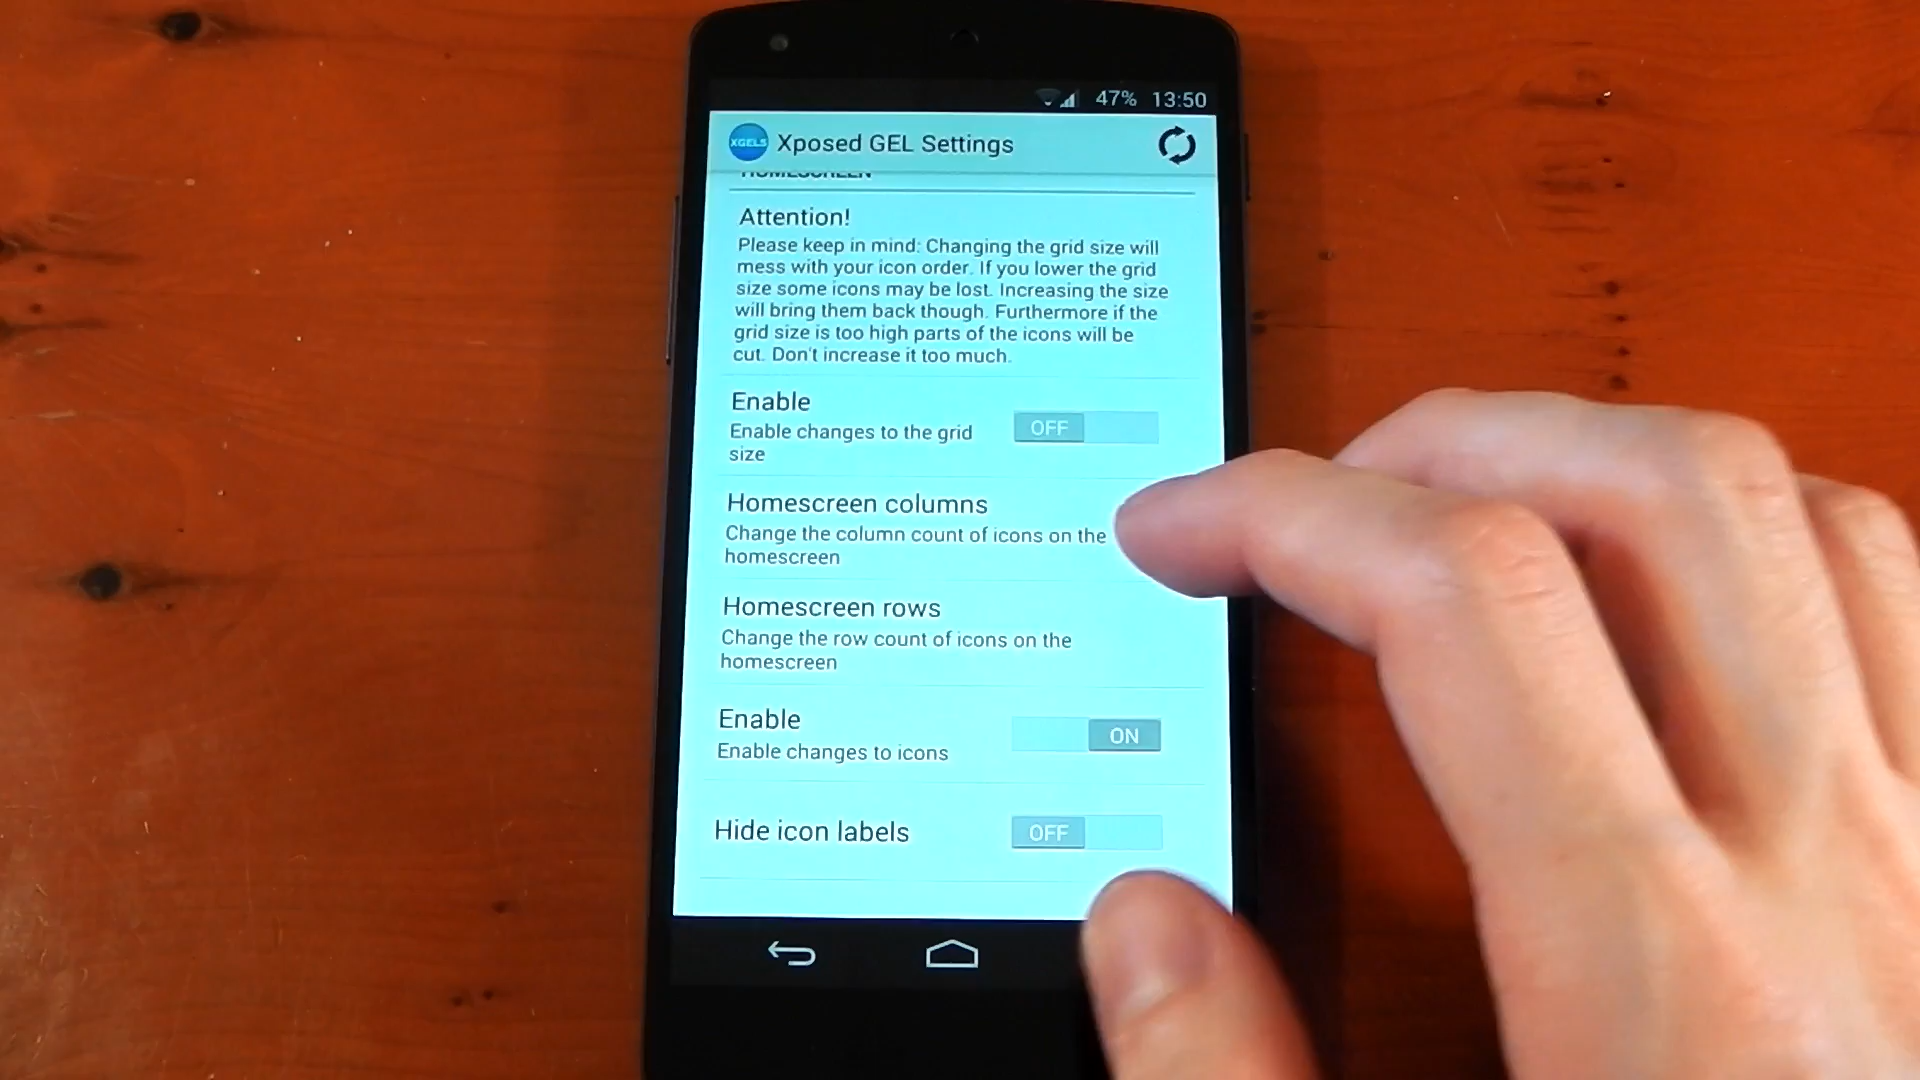 47% 13:50
XGELS Xposed GEL Settings
HOMESCREEN
Attention!
Please keep in mind: Changing the grid size will
mess with your icon order. If you lower the grid
size some icons may be lost. Increasing the size
will bring them back though. Furthermore if the
grid size is too high parts of the icons will be
cut. Don't increase it too much.
Enable
OFF
Enable changes to the grid
size
Homescreen columns
Change the column count of icons on the
homescreen
Homescreen rows
Change the row count of icons on the
homescreen
Enable
ON
Enable changes to icons
Hide icon labels
OFF